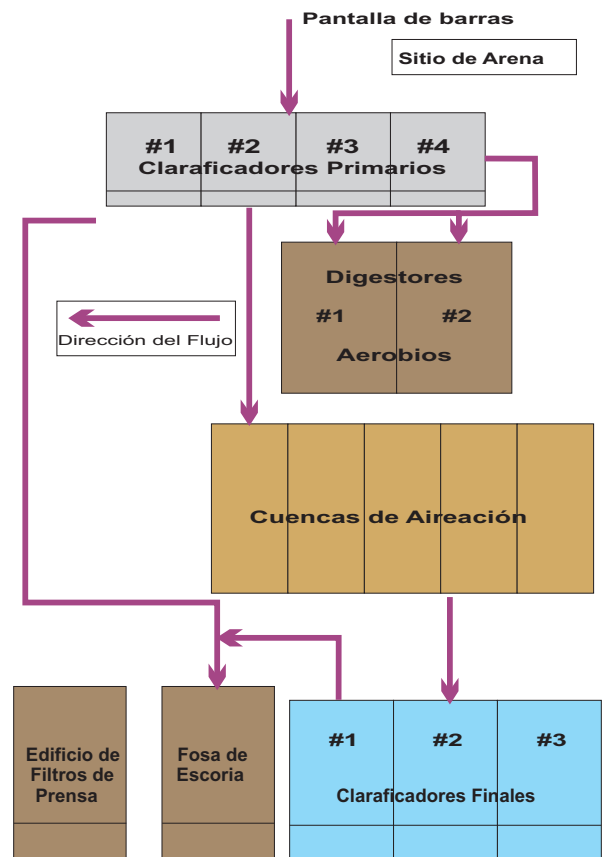 Pantalla de barras
Sitio de Arena
#1 #2 #3 #4
Claraficadores Primarios
Digestores
#1 #2
Aerobios
Dirección del Flujo
Cuencas de Aireación
Edificio de
Filtros de
Prensa
Fosa de
Escoria
#1 #2 #3
Claraficadores Finales